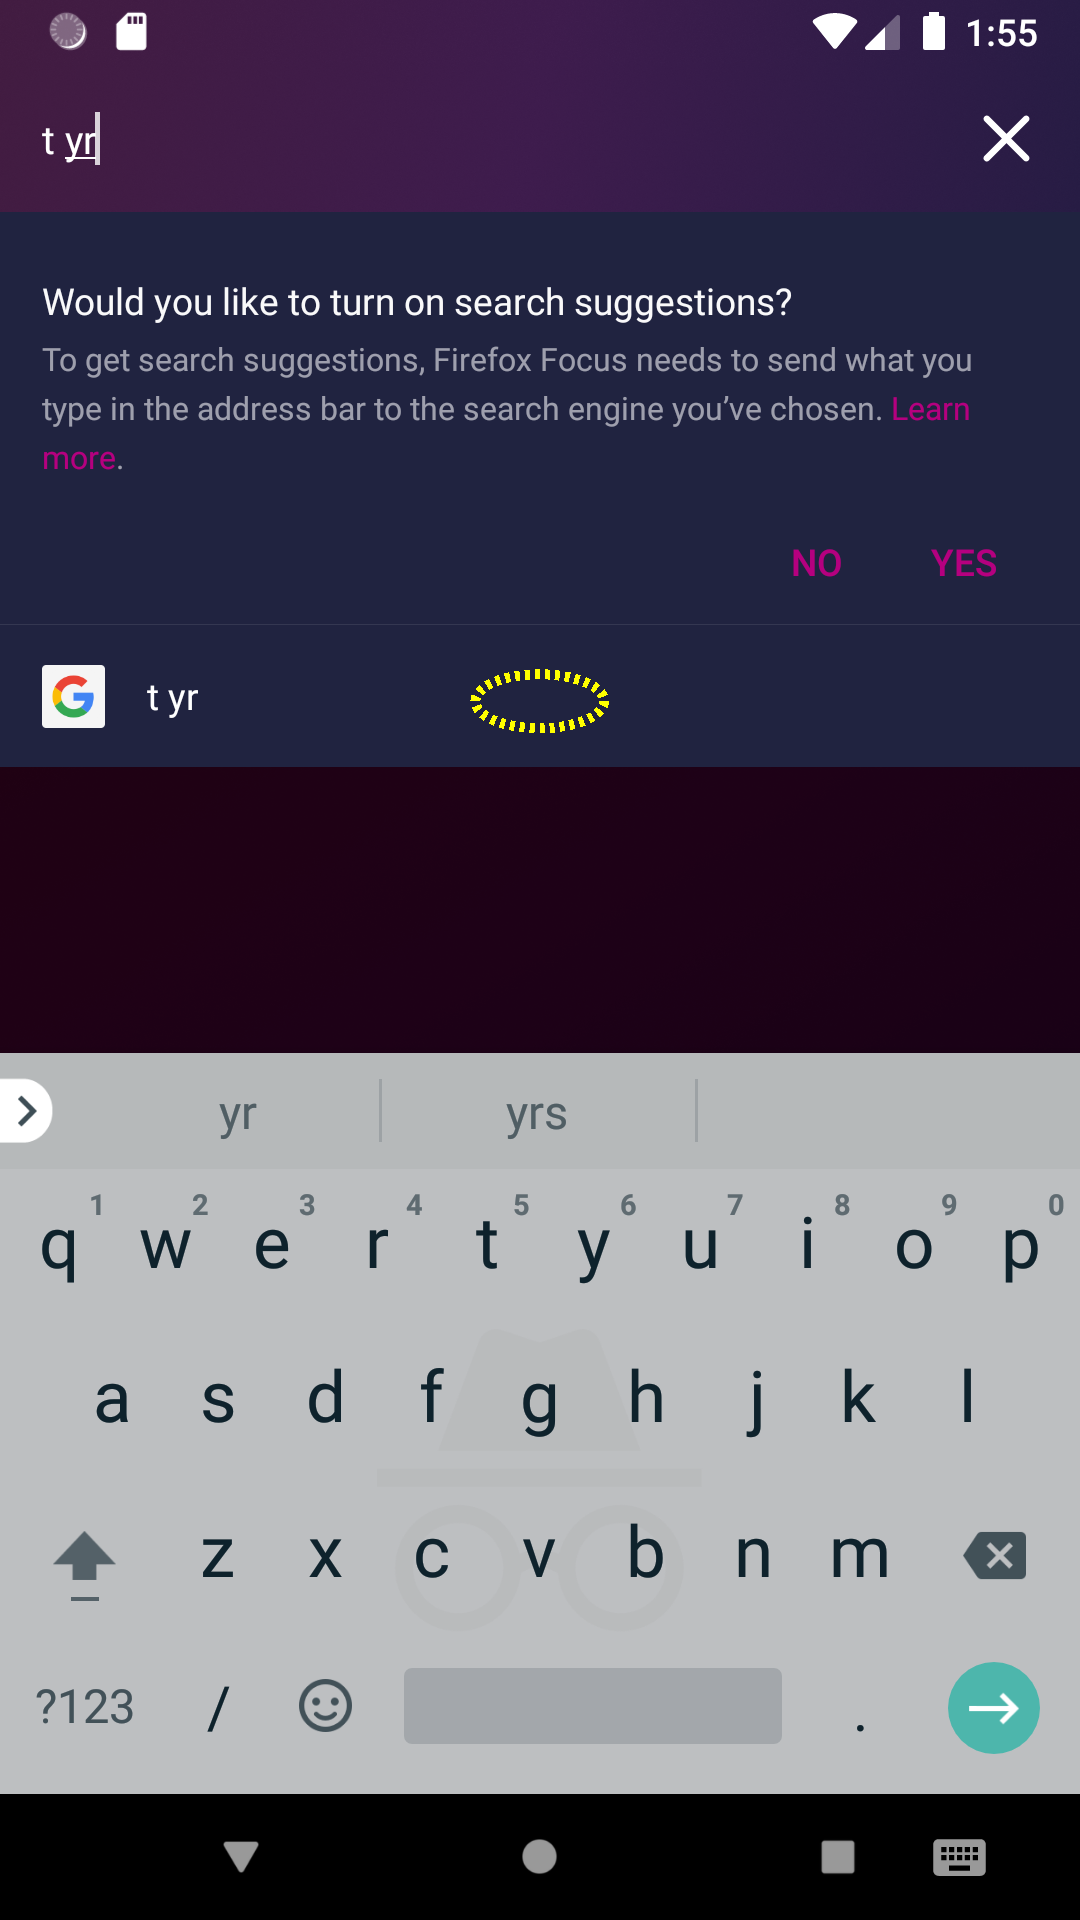 1:55
t yr
Would you like to turn on search suggestions?
To get search suggestions, Firefox Focus needs to send what you
type in the address bar to the search engine you’ve chosen. Learn
more.
NO YES
t yr
yr yrs
1 2 3 4 5 6 7 8 9 0
q w e r t y u i o p
a s d f g h j k l
z x c v b n m
?123 / .